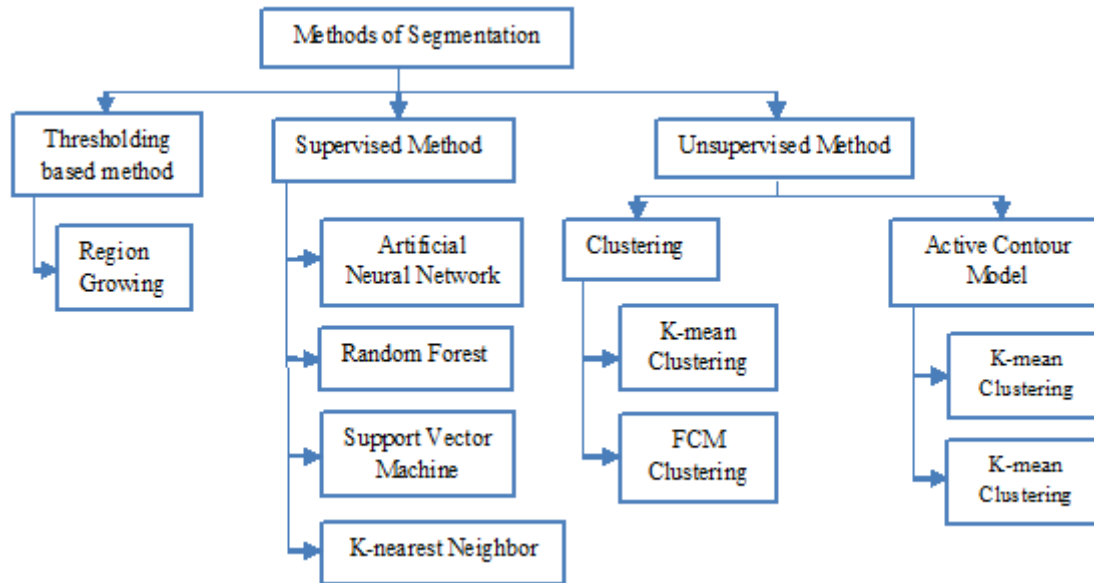 Methods of Segmentation
Thresholding
based method
Region
Growing
Supervised Method
Artificial
Neural Network
Random Forest
Support Vector
Machine
K-nearest Neighbor
Unsupervised Method
Clustering
K-mean
Clustering
FCM
Clustering
Active Contour
Model
K-mean
Clustering
K-mean
Clustering